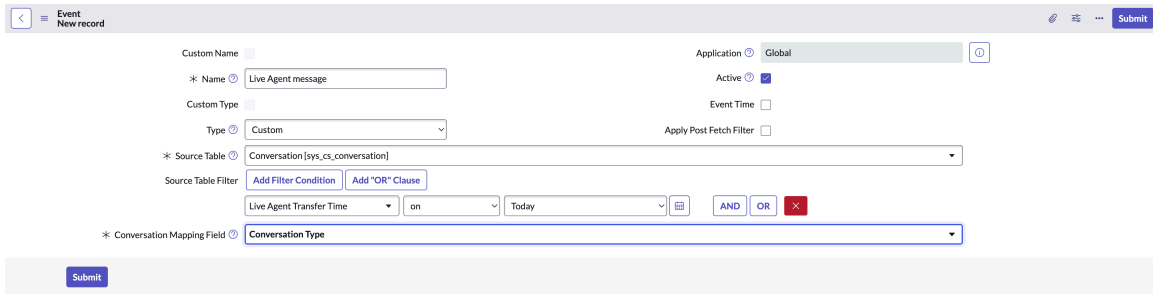 Event
New record
Submit
Custom Name
Application
Global
* Name
Live Agent message
Active
Custom Type
Event Time
Type
Custom
Apply Post Fetch Filter
* Source Table
Conversation [sys_cs_conversation]
Source Table Filter
Add Filter Condition
Add "OR" Clause
Live Agent Transfer Time
on
Today
AND
OR
* Conversation Mapping Field
Conversation Type
Submit